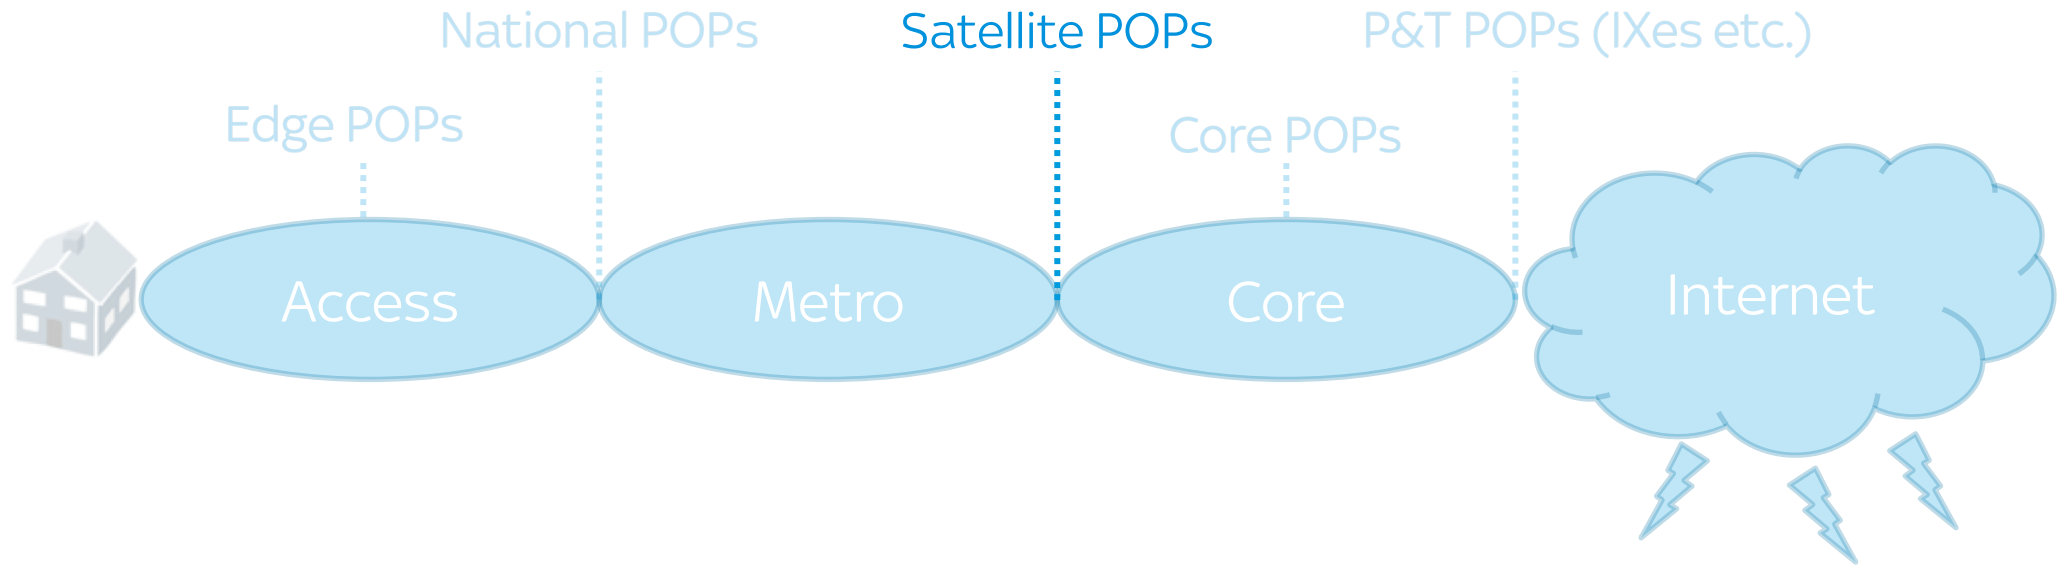 National POPs
Satellite POPs
P&T POPs (IXes etc.)
Edge POPs
Core POPs
Access
Metro
Core
Internet